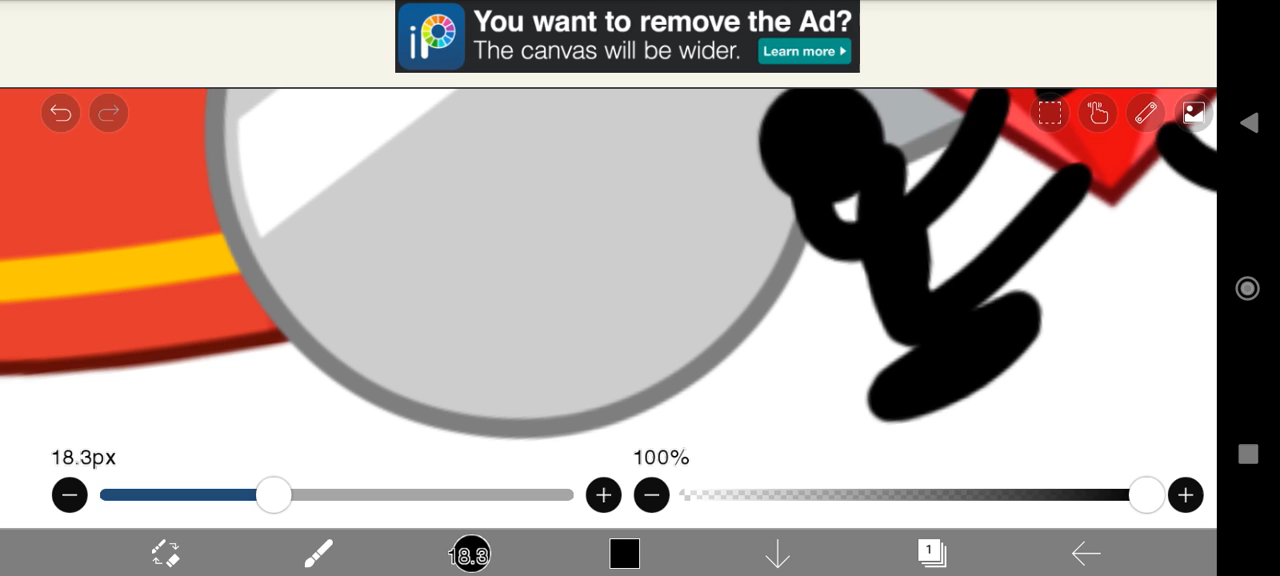 iP
You want to remove the Ad?
The canvas will be wider.
Learn more
18.3px
100%
18.3
1